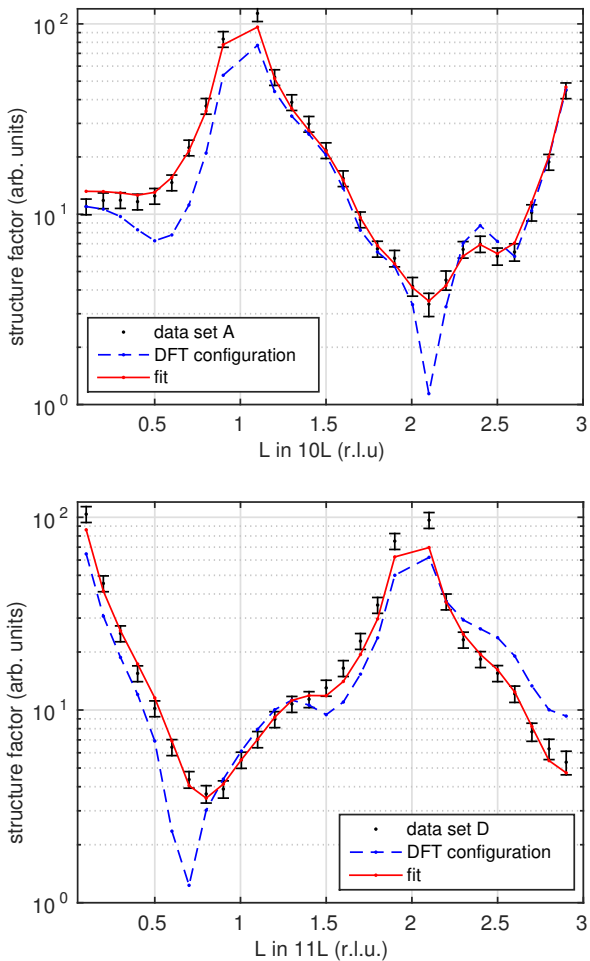 10²
10¹
10⁰
structure factor (arb. units)
data set A
DFT configuration
fit
0.5 1 1.5 2 2.5 3
L in 10L (r.l.u)
10²
10¹
10⁰
structure factor (arb. units)
data set D
DFT configuration
fit
0.5 1 1.5 2 2.5 3
L in 11L (r.l.u.)